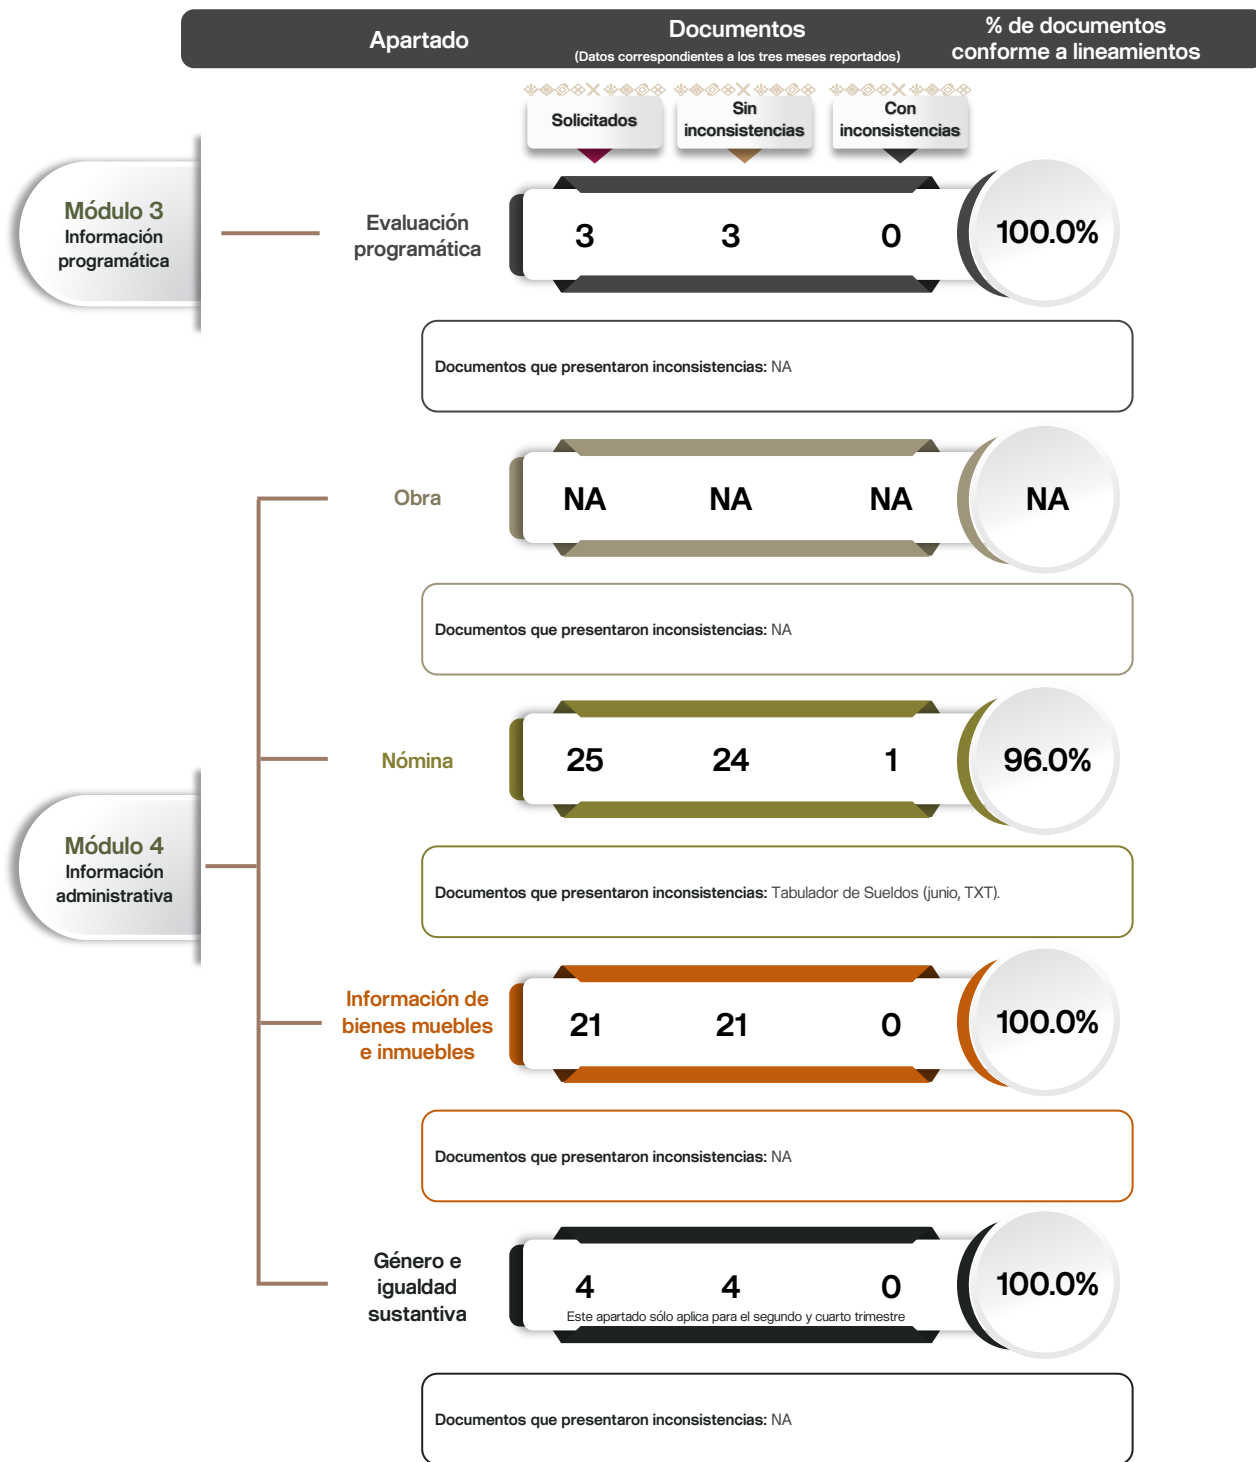 Apartado
Documentos
(Datos correspondientes a los tres meses reportados)
% de documentos
conforme a lineamientos
Solicitados
Sin
inconsistencias
Con
inconsistencias
Módulo 3
Información
programática
Evaluación
programática
3
3
0
100.0%
Documentos que presentaron inconsistencias: NA
Obra
NA
NA
NA
NA
Documentos que presentaron inconsistencias: NA
Módulo 4
Información
administrativa
Nómina
25
24
1
96.0%
Documentos que presentaron inconsistencias: Tabulador de Sueldos (junio, TXT).
Información de
bienes muebles
e inmuebles
21
21
0
100.0%
Documentos que presentaron inconsistencias: NA
Género e
igualdad
sustantiva
4
4
0
Este apartado sólo aplica para el segundo y cuarto trimestre
100.0%
Documentos que presentaron inconsistencias: NA